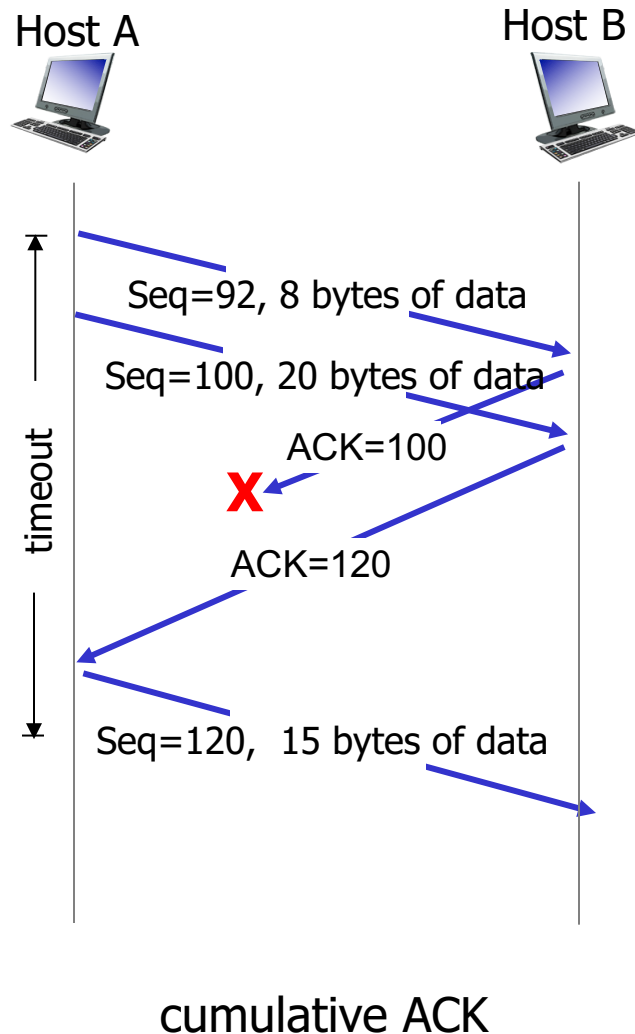 Host A
Host B
Seq=92, 8 bytes of data
Seq=100, 20 bytes of data
ACK=100
X
timeout
ACK=120
Seq=120, 15 bytes of data
cumulative ACK